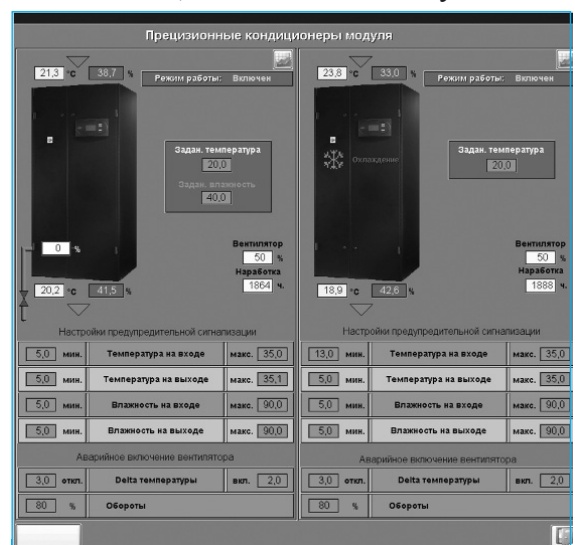 Прецизионные кондиционеры модуля
21,3 °C 38,7 %
Режим работы: Включен
Задан. температура
20,0
Задан. влажность
40,0
0 %
Вентилятор
50 %
Наработка
1864 ч.
20,2 °C 41,5 %
Настройки предупредительной сигнализации
5,0 мин. Температура на входе макс. 35,0
5,0 мин. Температура на выходе макс. 35,1
5,0 мин. Влажность на входе макс. 90,0
5,0 мин. Влажность на выходе макс. 90,0
Аварийное включение вентилятора
3,0 откл. Delta температуры вкл. 2,0
80 % Обороты
23,8 °C 33,0 %
Режим работы: Включен
Охлаждение
Задан. температура
20,0
Вентилятор
50 %
Наработка
1888 ч.
18,9 °C 42,6 %
Настройки предупредительной сигнализации
13,0 мин. Температура на входе макс. 35,0
5,0 мин. Температура на выходе макс. 35,0
5,0 мин. Влажность на входе макс. 90,0
5,0 мин. Влажность на выходе макс. 90,0
Аварийное включение вентилятора
3,0 откл. Delta температуры вкл. 2,0
80 % Обороты